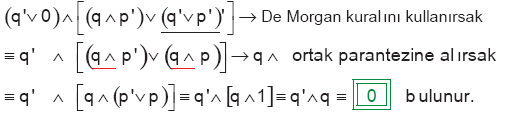 (q'∨0)∧[(q∧p')∨(q'∨p')'] → De Morgan kuralını kullanırsak
≡ q' ∧ [(q∧p')∨(q∧p)] → q∧ ortak parantezine alırsak
≡ q' ∧ [q∧(p'∨p)] ≡ q'∧[q∧1] ≡ q'∧q ≡ 0 bulunur.